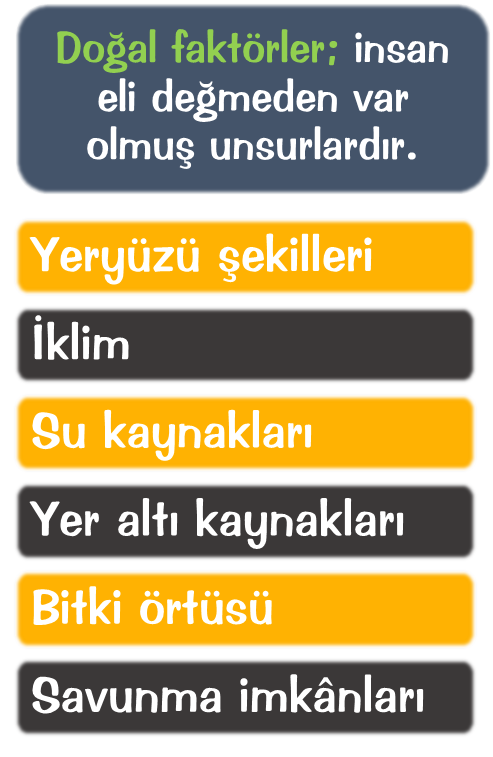 Doğal faktörler; insan
eli değmeden var
olmuş unsurlardır.
Yeryüzü şekilleri
İklim
Su kaynakları
Yer altı kaynakları
Bitki örtüsü
Savunma imkânları